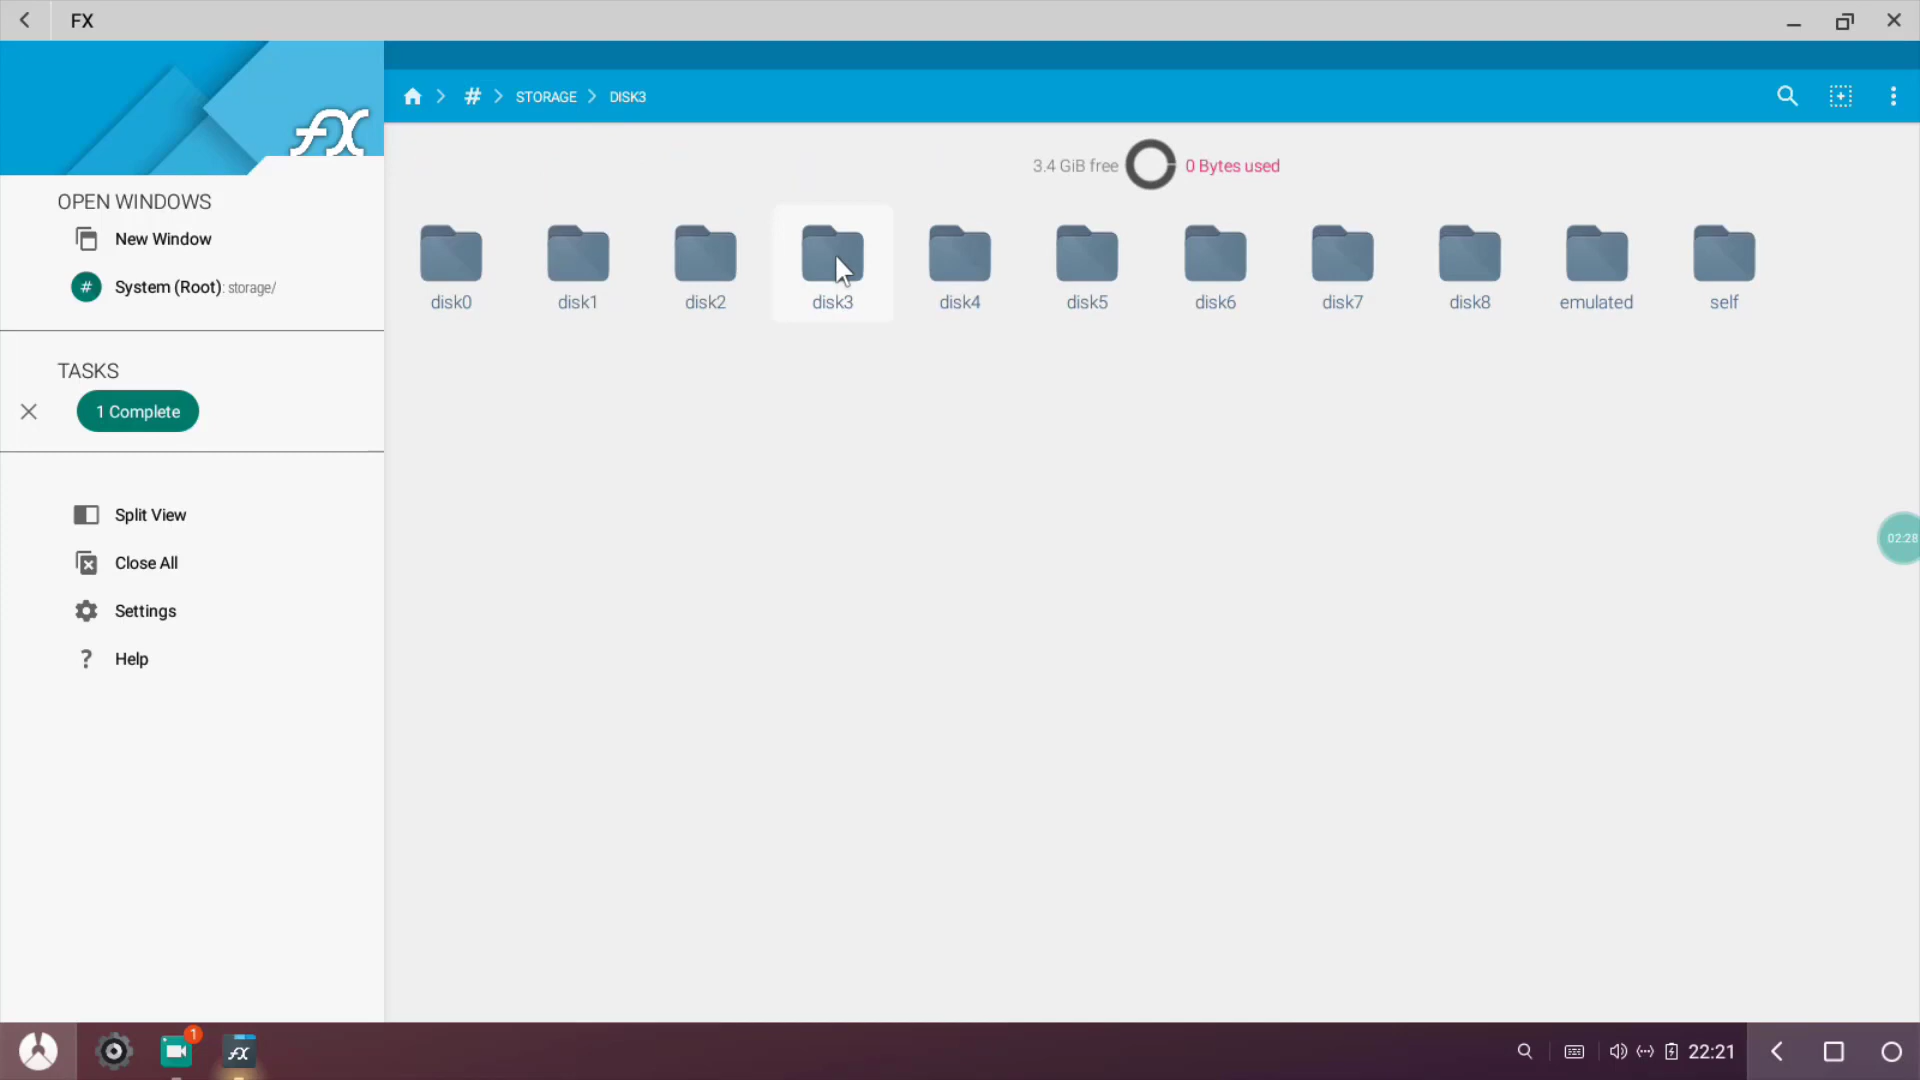 FX
fX
# STORAGE DISK3
3.4 GiB free 0 Bytes used
disk0 disk1 disk2 disk3 disk4 disk5 disk6 disk7 disk8 emulated self
OPEN WINDOWS
New Window
# System (Root): storage/
TASKS
1 Complete
Split View
Close All
Settings
? Help
02:28
1
fX
22:21